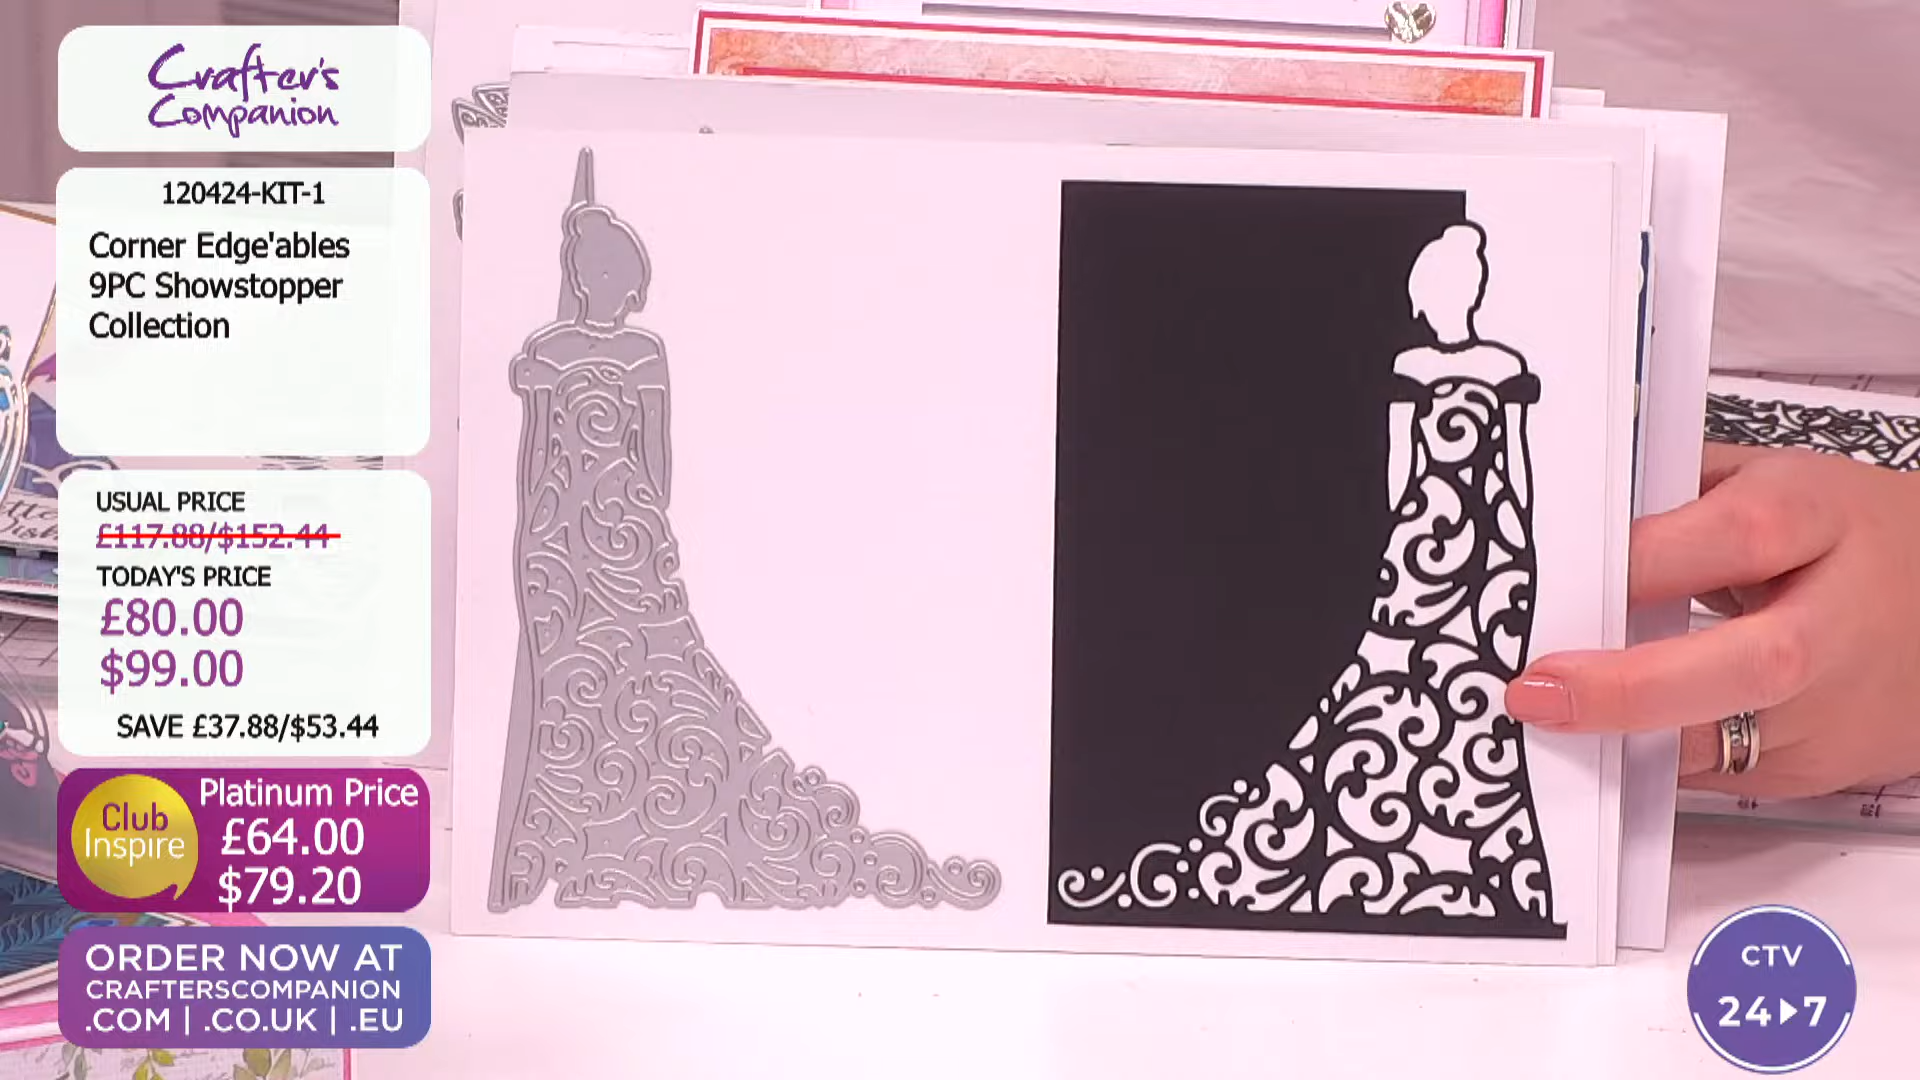 Crafter's
Companion
120424-KIT-1
Corner Edge'ables
9PC Showstopper
Collection
USUAL PRICE
£117.88/$152.44
TODAY'S PRICE
£80.00
$99.00
SAVE £37.88/$53.44
Club
Inspire
Platinum Price
£64.00
$79.20
ORDER NOW AT
CRAFTERSCOMPANION
.COM | .CO.UK | .EU
CTV
24▶7